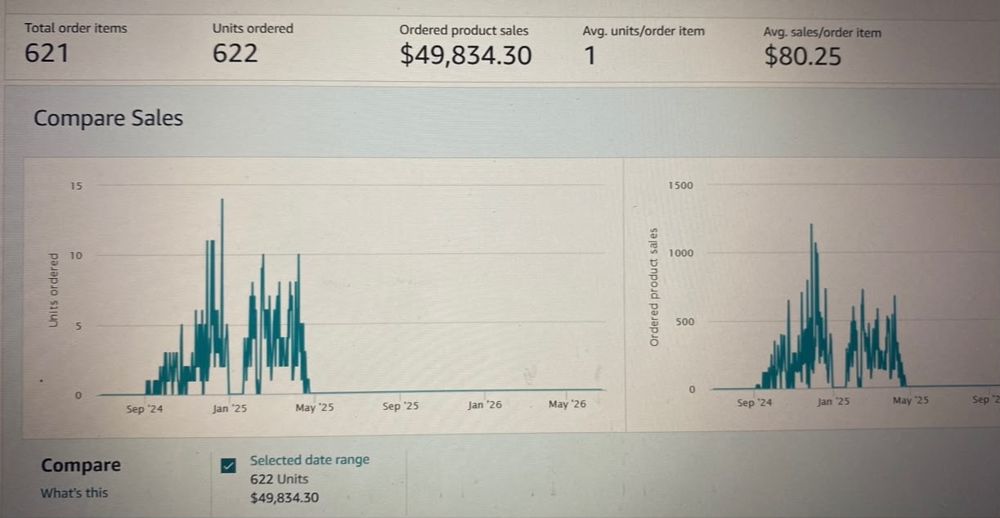 Total order items
621
Units ordered
622
Ordered product sales
$49,834.30
Avg. units/order item
1
Avg. sales/order item
$80.25
Compare Sales
Units ordered
15
10
5
0
Sep '24
Jan '25
May '25
Sep '25
Jan '26
May '26
Ordered product sales
1500
1000
500
0
Sep '24
Jan '25
May '25
Compare
What's this
Selected date range
622 Units
$49,834.30